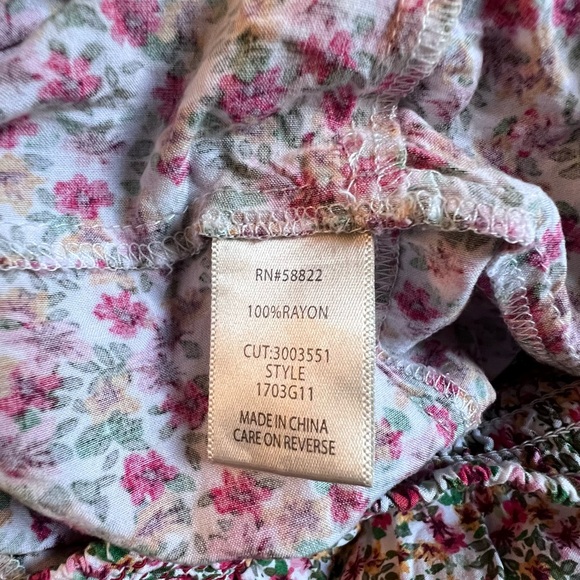 RN#58822
100%RAYON
CUT:3003551
STYLE
1703G11
MADE IN CHINA
CARE ON REVERSE